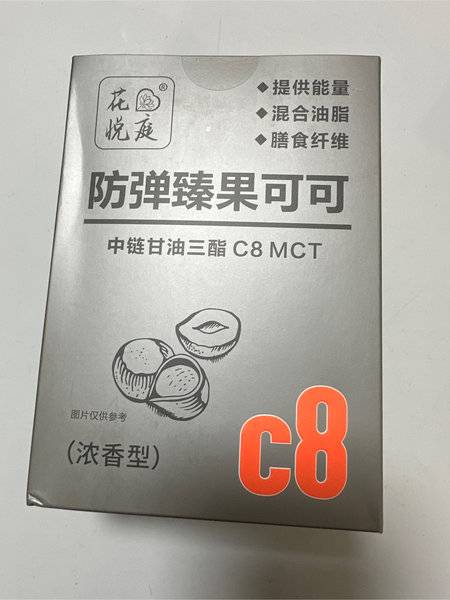 花
悦庭
®
◆提供能量
◆混合油脂
◆膳食纤维
防弹臻果可可
中链甘油三酯 C8 MCT
图片仅供参考
(浓香型)
c8